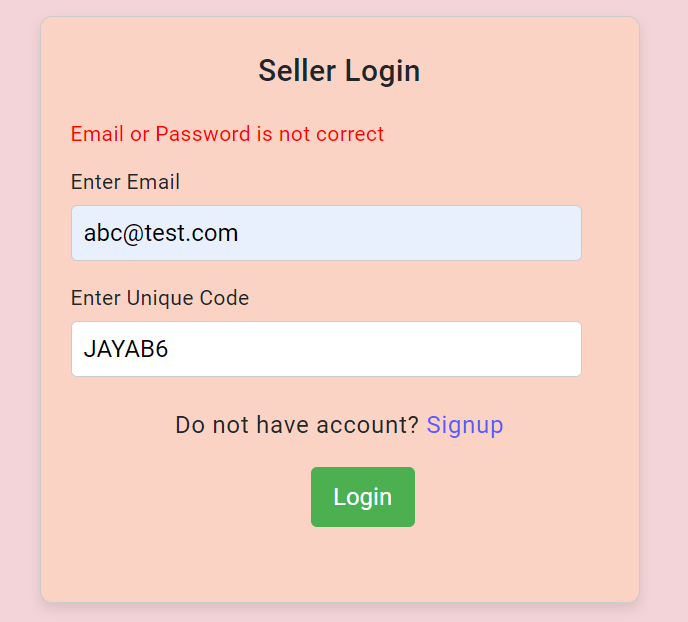 Seller Login
Email or Password is not correct
Enter Email
abc@test.com
Enter Unique Code
JAYAB6
Do not have account? Signup
Login